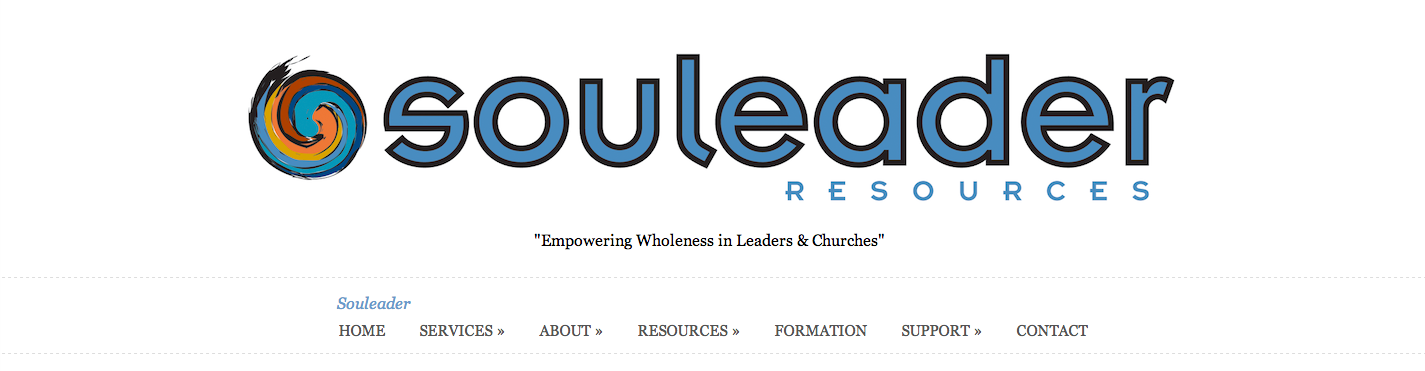 souleader
RESOURCES
"Empowering Wholeness in Leaders & Churches"
Souleader
HOME SERVICES » ABOUT » RESOURCES » FORMATION SUPPORT » CONTACT